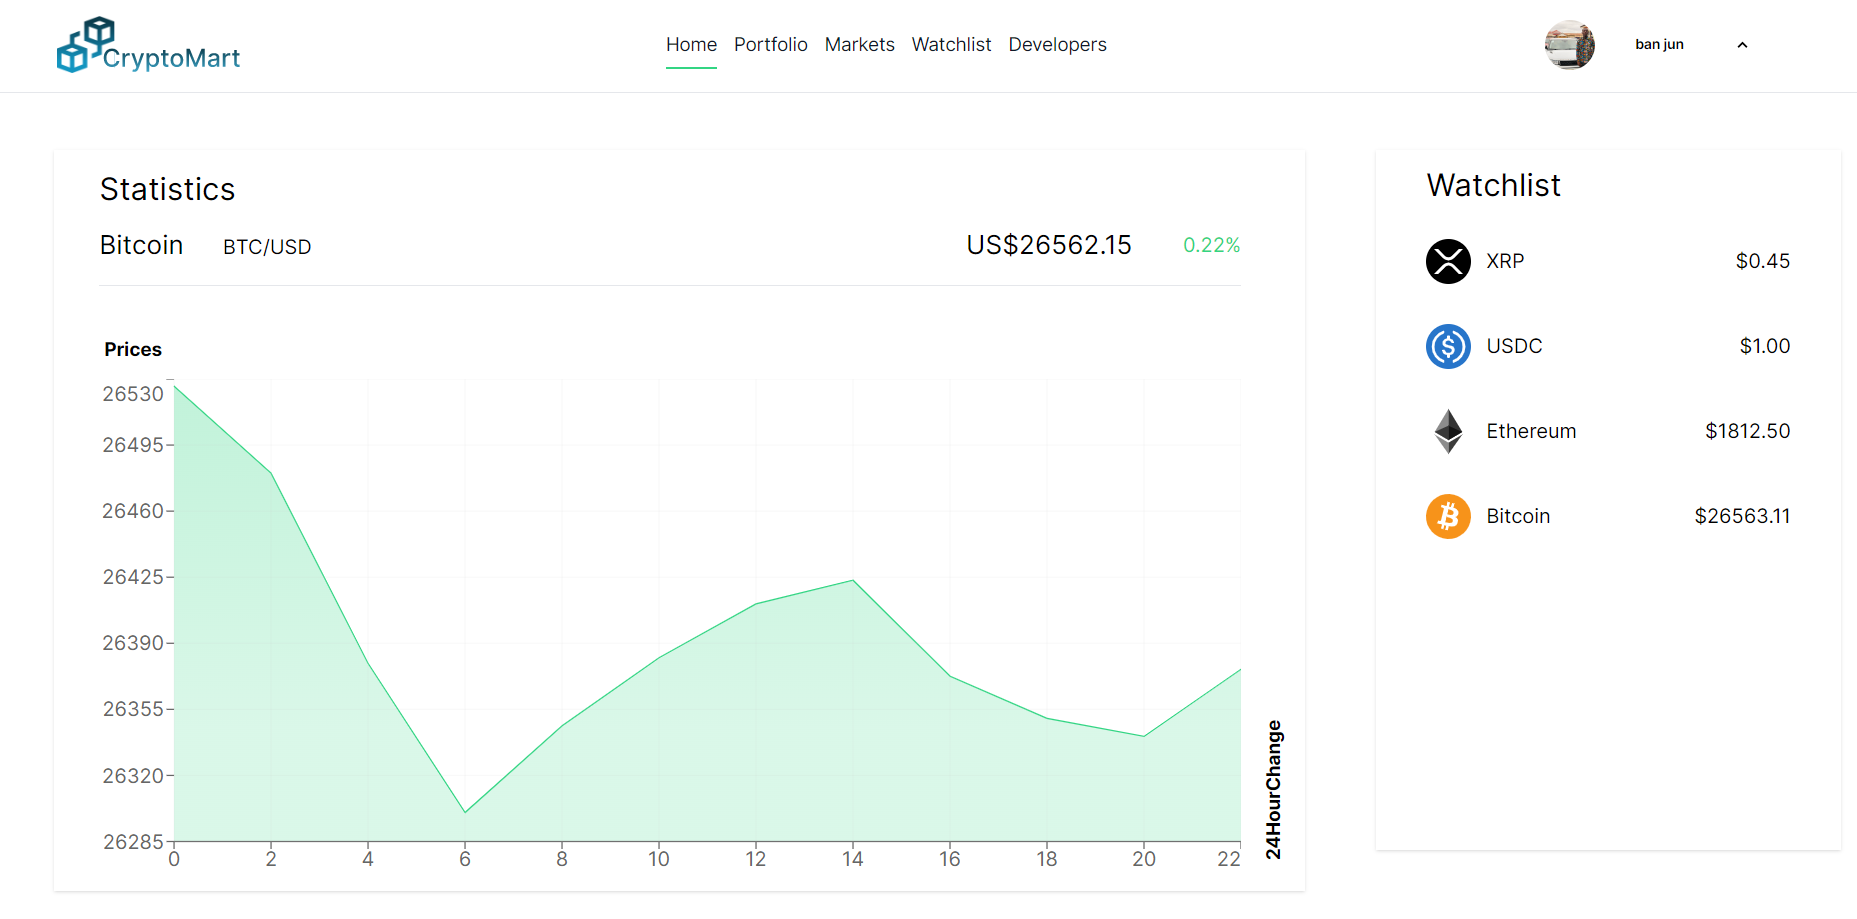 CryptoMart
Home Portfolio Markets Watchlist Developers
ban jun
Statistics
Bitcoin BTC/USD US$26562.15 0.22%
Prices
26530
26495
26460
26425
26390
26355
26320
26285
0 2 4 6 8 10 12 14 16 18 20 22
24HourChange
Watchlist
XRP $0.45
USDC $1.00
Ethereum $1812.50
Bitcoin $26563.11